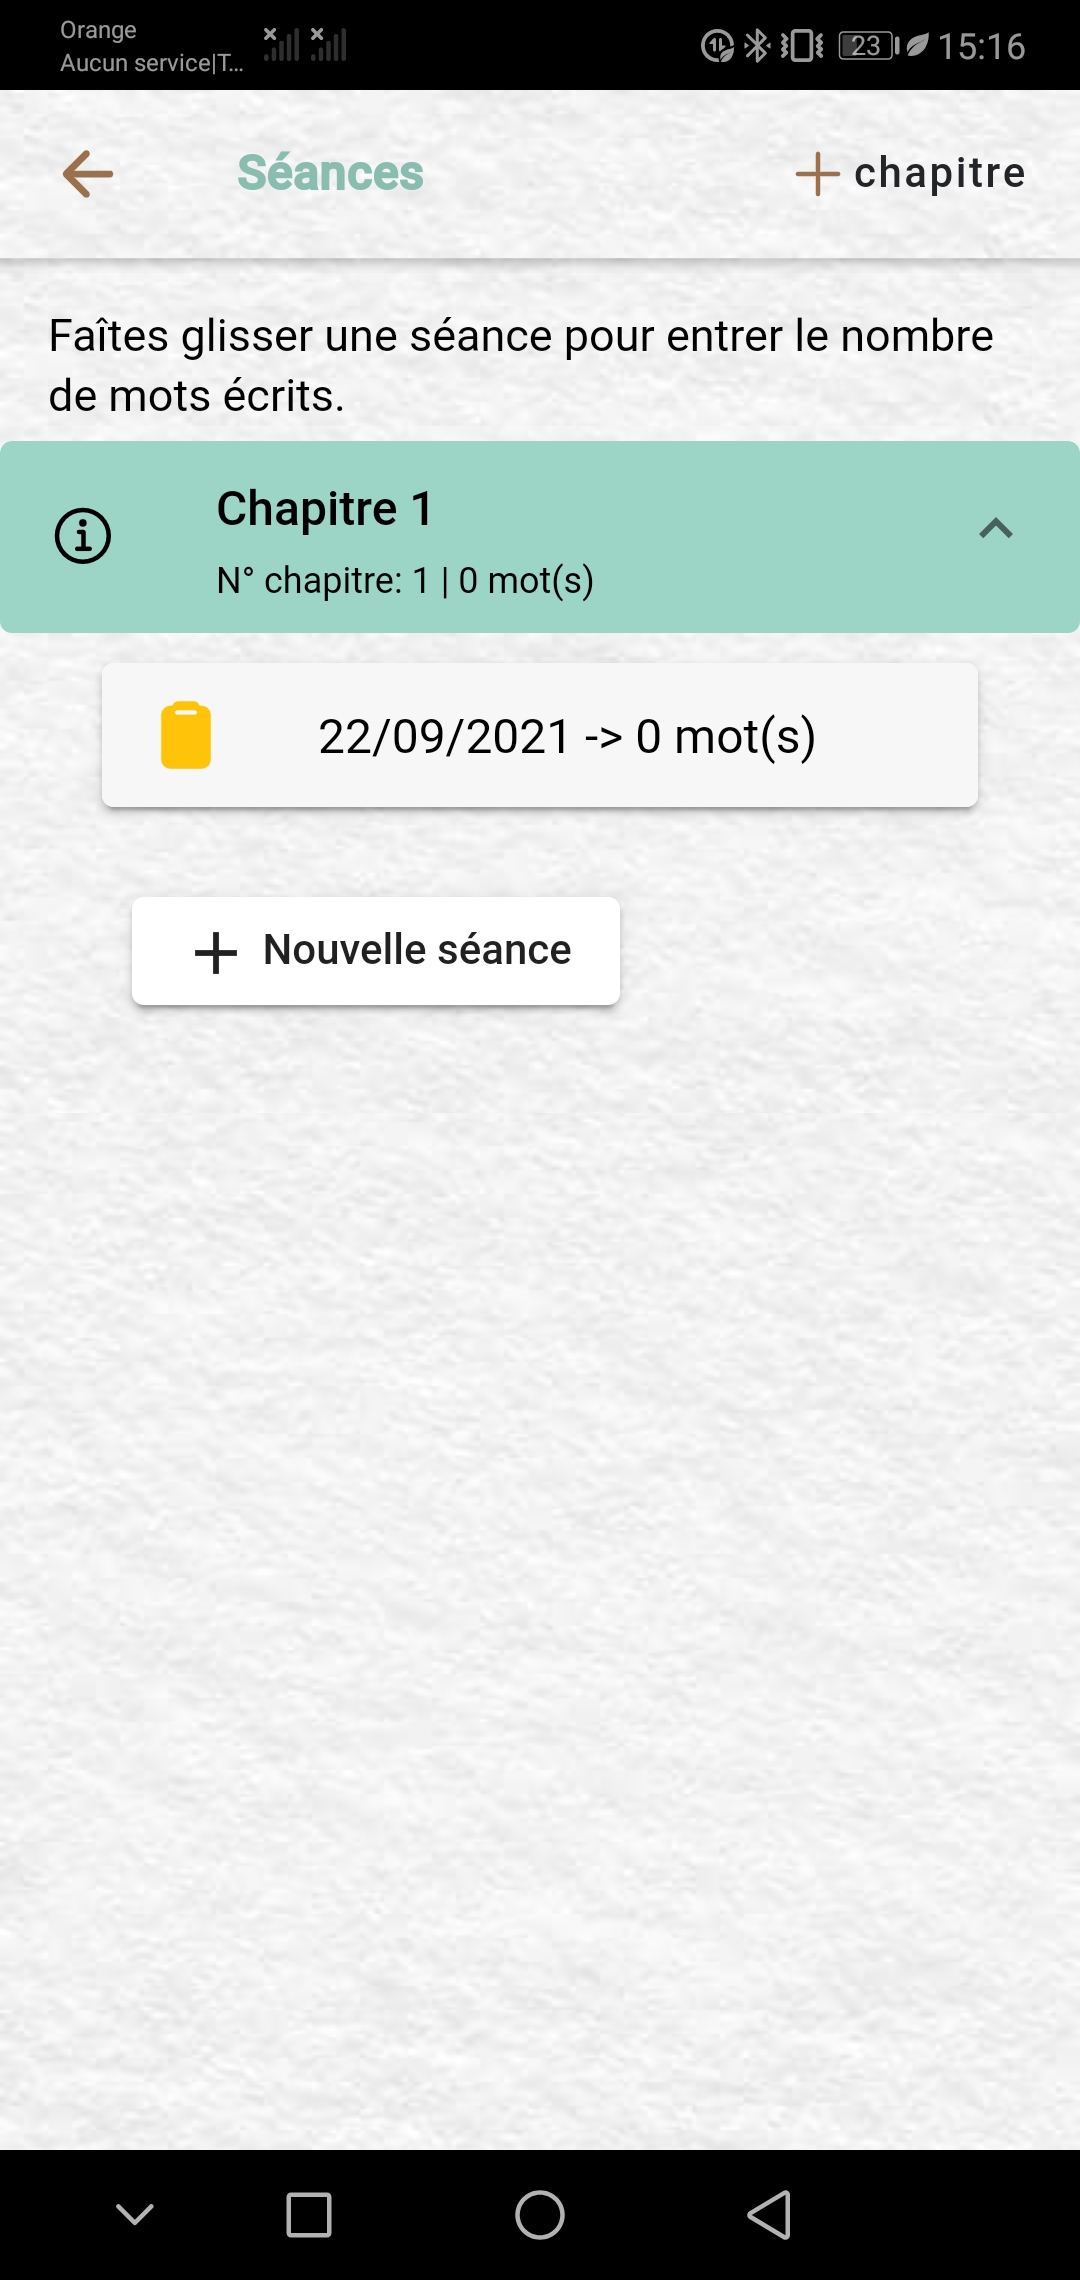 Orange
Aucun service|T...
23
15:16
Séances
chapitre
Faîtes glisser une séance pour entrer le nombre
de mots écrits.
Chapitre 1
N° chapitre: 1 | 0 mot(s)
22/09/2021 -> 0 mot(s)
Nouvelle séance